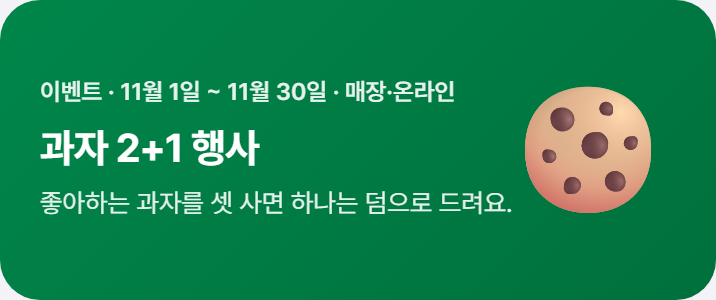 이벤트 · 11월 1일 ~ 11월 30일 · 매장·온라인
과자 2+1 행사
좋아하는 과자를 셋 사면 하나는 덤으로 드려요.